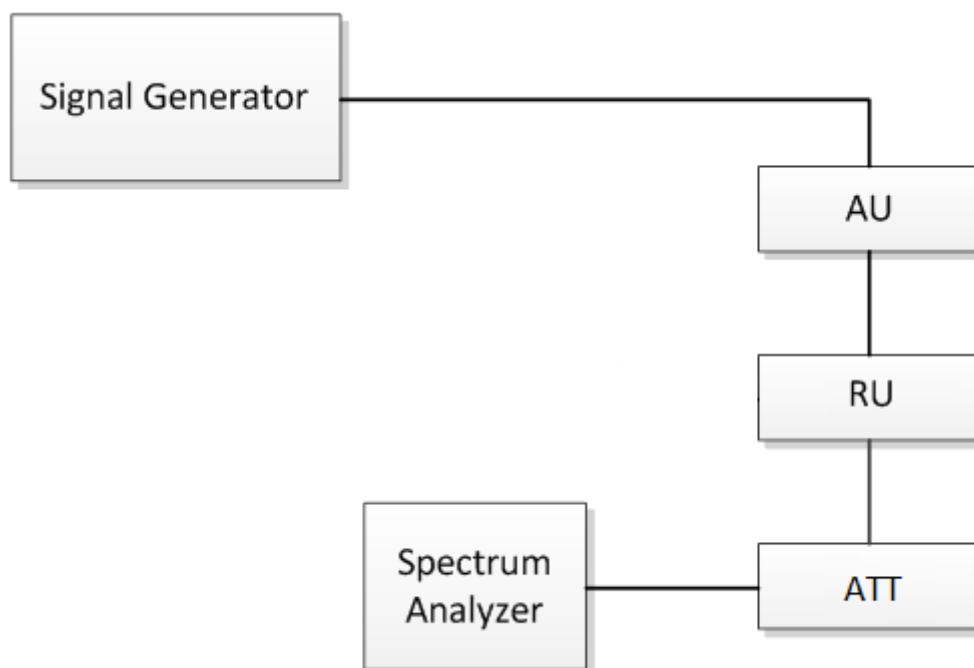 Signal Generator
AU
RU
Spectrum
Analyzer
ATT